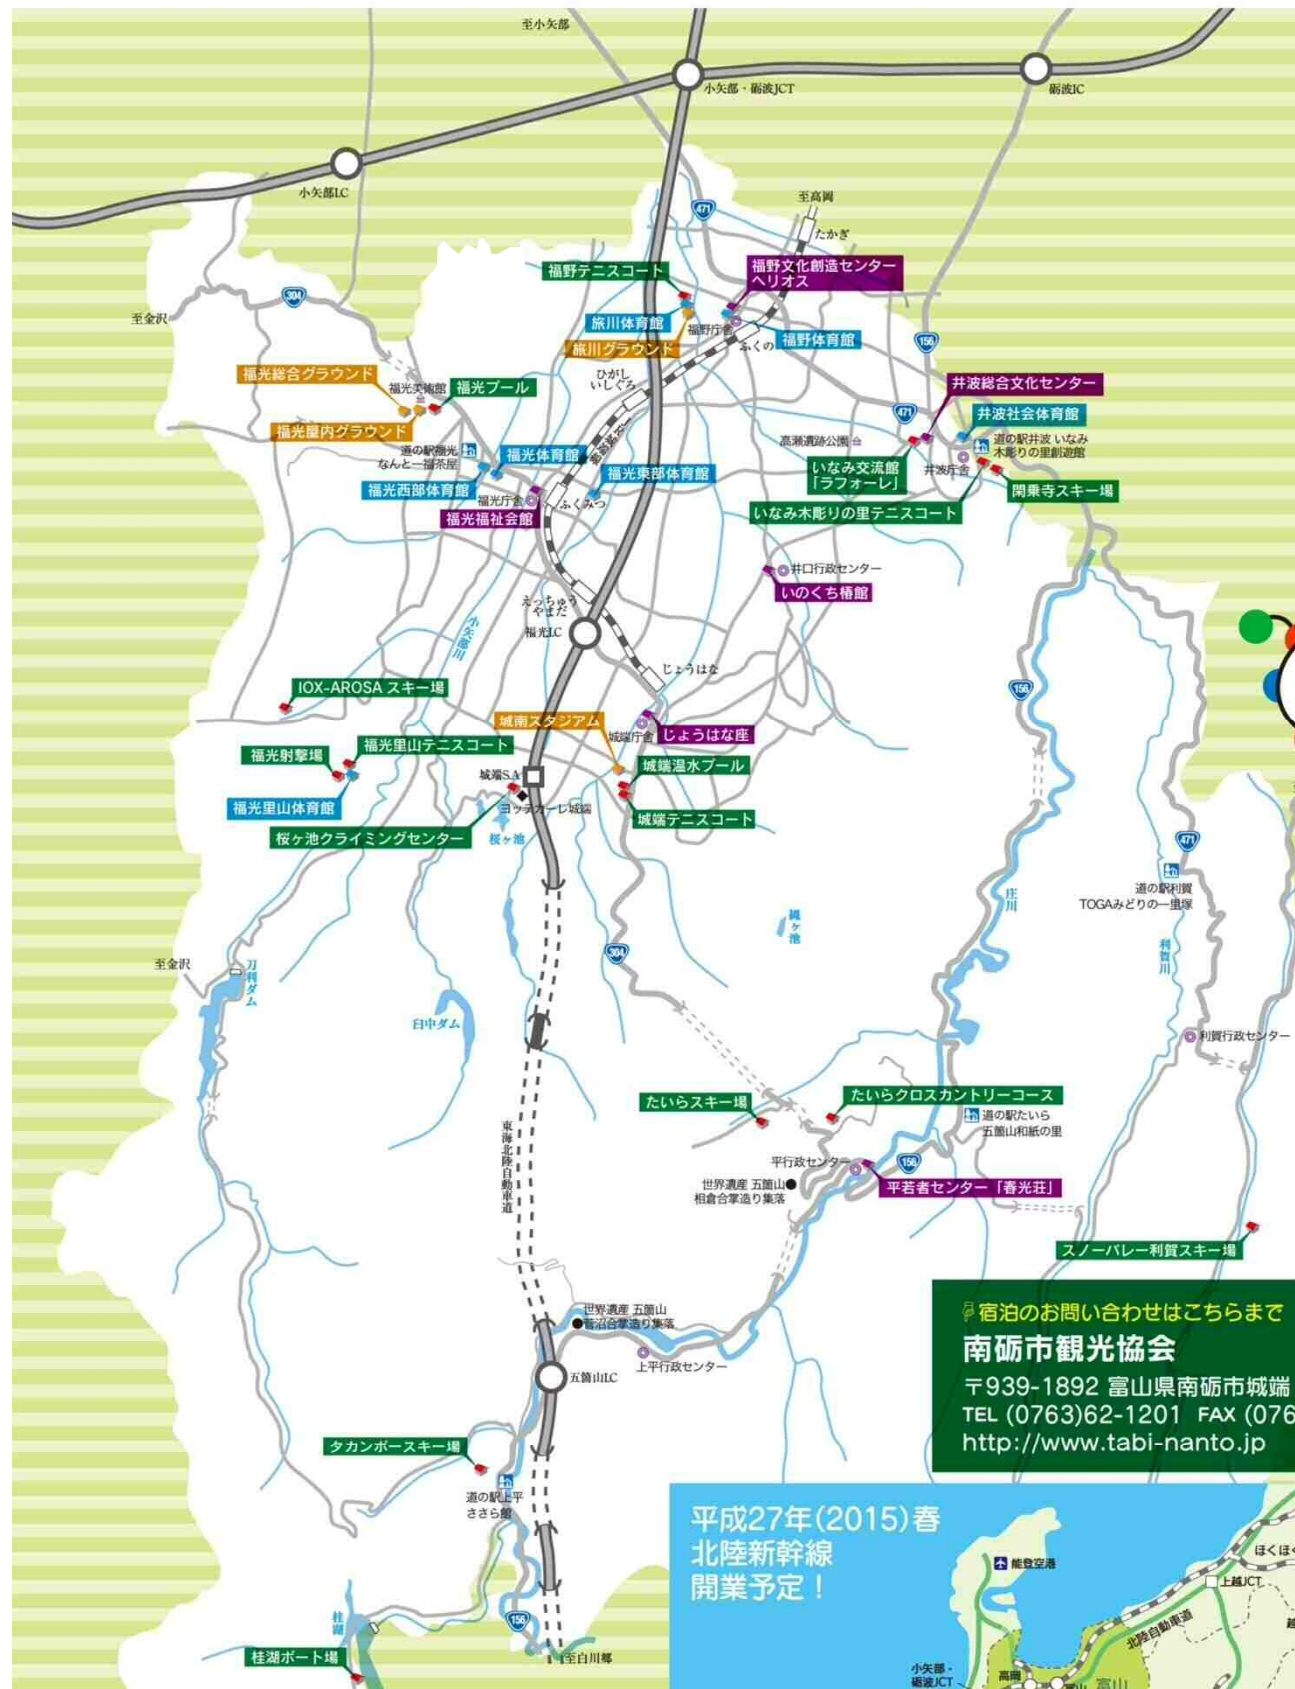 至小矢部
小矢部・砺波JCT
砺波IC
小矢部I.C
至高岡
471
たかぎ
福野テニスコート
福野文化創造センター
ヘリオス
304
至金沢
旅川体育館
福野庁舎
福野体育館
156
旅川グラウンド
ふくの
ひがし
いしぐろ
福光総合グラウンド
福光美術館
福光プール
井波総合文化センター
471
井波社会体育館
福光屋内グラウンド
高瀬遺跡公園
道の駅井波 いなみ
木彫りの里創遊館
道の駅福光
なんと一福茶屋
福光体育館
いなみ交流館
「ラフォーレ」
井波庁舎
福光西部体育館
福光東部体育館
閑乗寺スキー場
福光庁舎
ふくみつ
いなみ木彫りの里テニスコート
福光福祉会館
井口行政センター
いのくち椿館
えっちゅう
やまだ
福光I.C
小矢部川
じょうはな
IOX-AROSA スキー場
156
城南スタジアム
城端庁舎
じょうはな座
福光射撃場
福光里山テニスコート
城端S.A
城端温水プール
福光里山体育館
ヨッテカーレ城端
城端テニスコート
桜ヶ池クライミングセンター
桜ヶ池
471
道の駅利賀
TOGAみどりの一里塚
庄川
縄ヶ池
利賀川
304
至金沢
刀利ダム
臼中ダム
利賀行政センター
たいらスキー場
たいらクロスカントリーコース
道の駅たいら
五箇山和紙の里
東海北陸自動車道
平行政センター
156
世界遺産 五箇山
相倉合掌造り集落
平若者センター「春光荘」
スノーバレー利賀スキー場
世界遺産 五箇山
菅沼合掌造り集落
上平行政センター
五箇山I.C
宿泊のお問い合わせはこちらまで
南砺市観光協会
〒939-1892 富山県南砺市城端
TEL (0763)62-1201 FAX (076
http://www.tabi-nanto.jp
タカンボースキー場
道の駅上平
ささら館
平成27年(2015)春
北陸新幹線
開業予定！
能登空港
ほくほく
上越JCT
北陸自動車道
桂湖
156
至白川郷
桂湖ボート場
小矢部・
砺波JCT
高岡
富山